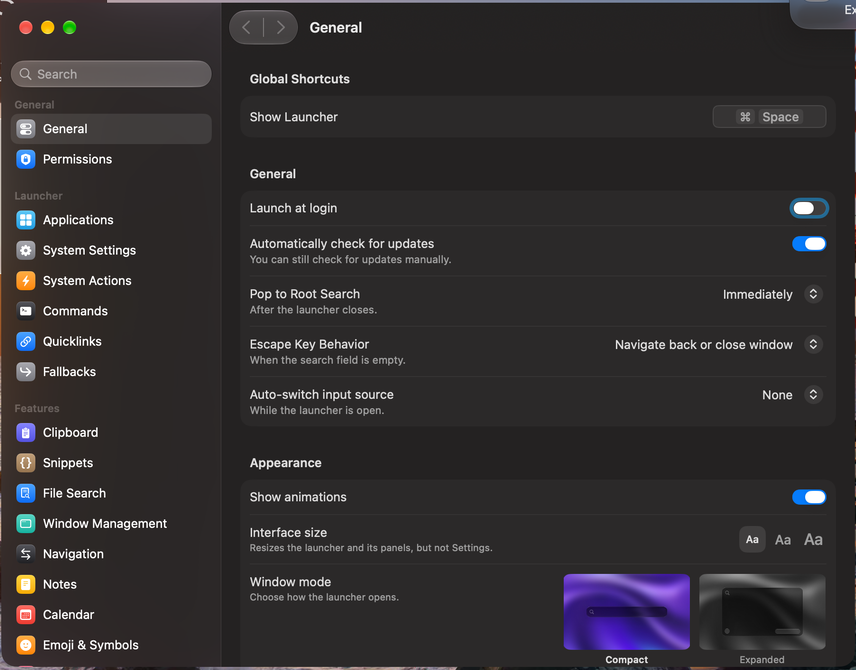 Ex
General
Search
General
General
Permissions
Launcher
Applications
System Settings
System Actions
Commands
Quicklinks
Fallbacks
Features
Clipboard
Snippets
File Search
Window Management
Navigation
Notes
Calendar
Emoji & Symbols
Global Shortcuts
Show Launcher
⌘ Space
General
Launch at login
Automatically check for updates
You can still check for updates manually.
Pop to Root Search
Immediately
After the launcher closes.
Escape Key Behavior
Navigate back or close window
When the search field is empty.
Auto-switch input source
None
While the launcher is open.
Appearance
Show animations
Interface size
Aa Aa Aa
Resizes the launcher and its panels, but not Settings.
Window mode
Choose how the launcher opens.
Compact
Expanded